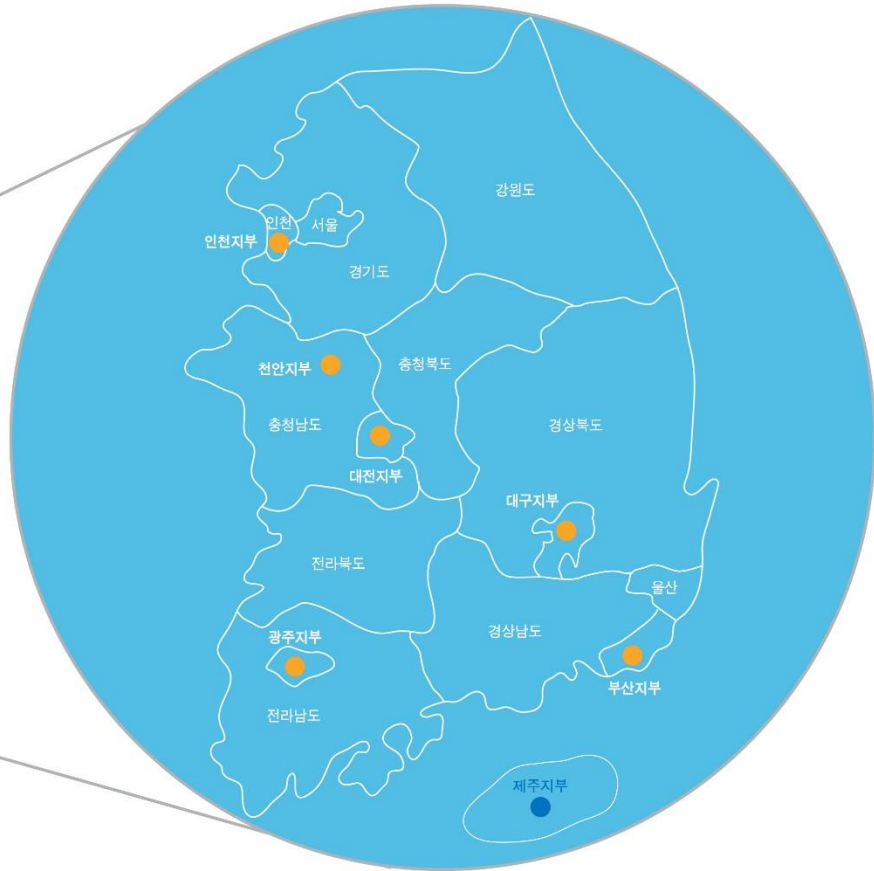 강원도
인천
서울
인천지부
경기도
천안지부
충청북도
충청남도
경상북도
대전지부
대구지부
전라북도
울산
경상남도
광주지부
부산지부
전라남도
제주지부